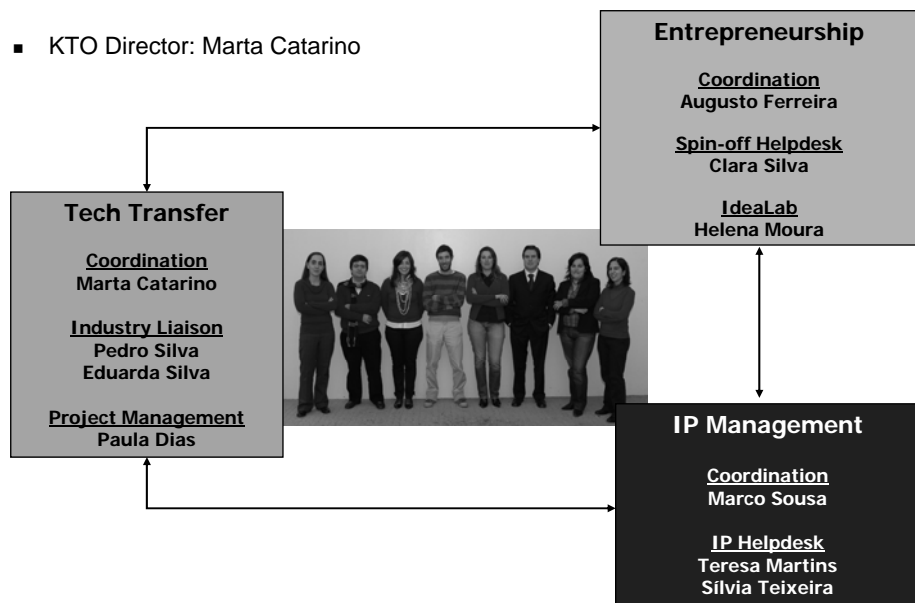 ▪ KTO Director: Marta Catarino
Entrepreneurship
Coordination
Augusto Ferreira
Spin-off Helpdesk
Clara Silva
IdeaLab
Helena Moura
Tech Transfer
Coordination
Marta Catarino
Industry Liaison
Pedro Silva
Eduarda Silva
Project Management
Paula Dias
IP Management
Coordination
Marco Sousa
IP Helpdesk
Teresa Martins
Sílvia Teixeira